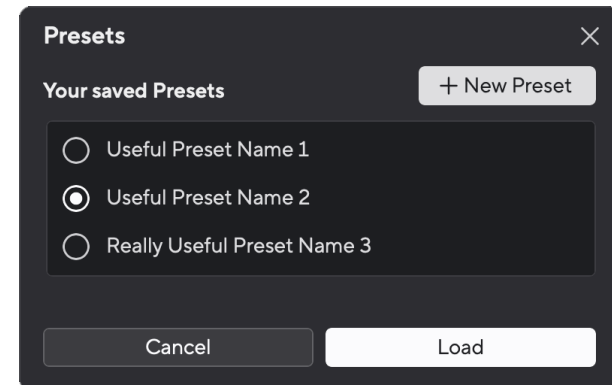 Presets
Your saved Presets
+ New Preset
Useful Preset Name 1
Useful Preset Name 2
Really Useful Preset Name 3
Cancel
Load